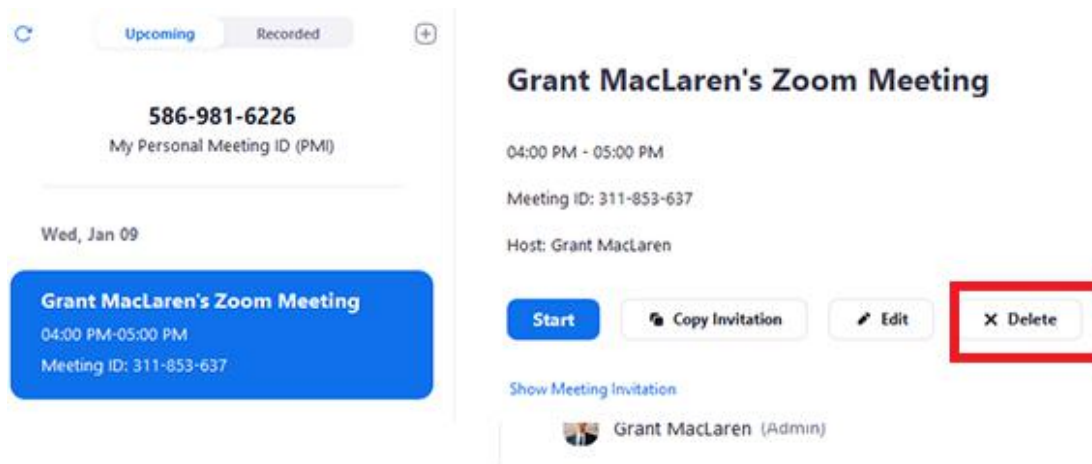 Upcoming
Recorded
586-981-6226
My Personal Meeting ID (PMI)
Wed, Jan 09
Grant MacLaren's Zoom Meeting
04:00 PM-05:00 PM
Meeting ID: 311-853-637
Grant MacLaren's Zoom Meeting
04:00 PM - 05:00 PM
Meeting ID: 311-853-637
Host: Grant MacLaren
Start Copy Invitation Edit Delete
Show Meeting Invitation
Grant MacLaren (Admin)